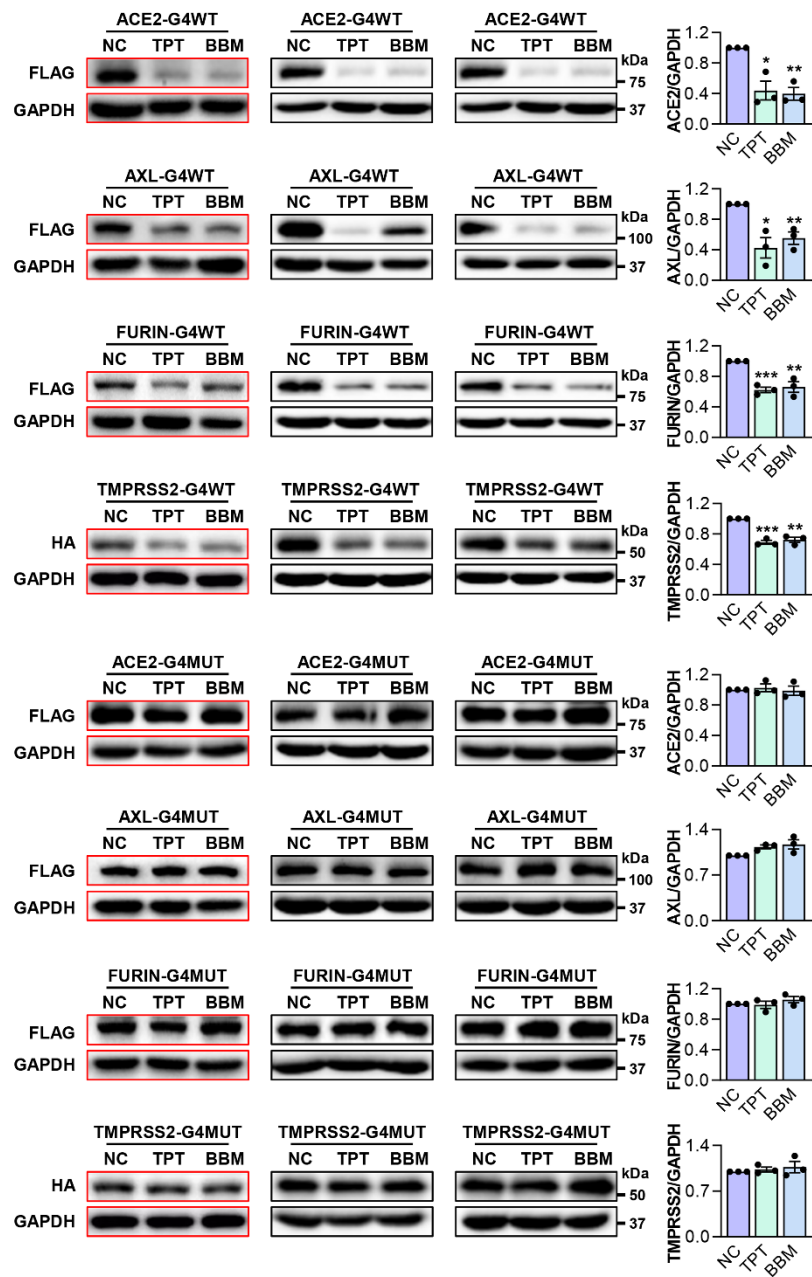 ACE2-G4WT ACE2-G4WT ACE2-G4WT
NC TPT BBM NC TPT BBM NC TPT BBM kDa
FLAG 75
GAPDH 37
ACE2/GAPDH
1.2
0.8
0.4
0.0
* **
NC TPT BBM
AXL-G4WT AXL-G4WT AXL-G4WT
NC TPT BBM NC TPT BBM NC TPT BBM kDa
FLAG 100
GAPDH 37
AXL/GAPDH
1.2
0.8
0.4
0.0
* **
NC TPT BBM
FURIN-G4WT FURIN-G4WT FURIN-G4WT
NC TPT BBM NC TPT BBM NC TPT BBM kDa
FLAG 75
GAPDH 37
FURIN/GAPDH
1.2
0.8
0.4
0.0
*** **
NC TPT BBM
TMPRSS2-G4WT TMPRSS2-G4WT TMPRSS2-G4WT
NC TPT BBM NC TPT BBM NC TPT BBM kDa
HA 50
GAPDH 37
TMPRSS2/GAPDH
1.2
0.8
0.4
0.0
*** **
NC TPT BBM
ACE2-G4MUT ACE2-G4MUT ACE2-G4MUT
NC TPT BBM NC TPT BBM NC TPT BBM kDa
FLAG 75
GAPDH 37
ACE2/GAPDH
1.2
0.8
0.4
0.0
NC TPT BBM
AXL-G4MUT AXL-G4MUT AXL-G4MUT
NC TPT BBM NC TPT BBM NC TPT BBM kDa
FLAG 100
GAPDH 37
AXL/GAPDH
1.4
0.7
0.0
NC TPT BBM
FURIN-G4MUT FURIN-G4MUT FURIN-G4MUT
NC TPT BBM NC TPT BBM NC TPT BBM kDa
FLAG 75
GAPDH 37
FURIN/GAPDH
1.2
0.8
0.4
0.0
NC TPT BBM
TMPRSS2-G4MUT TMPRSS2-G4MUT TMPRSS2-G4MUT
NC TPT BBM NC TPT BBM NC TPT BBM kDa
HA 50
GAPDH 37
TMPRSS2/GAPDH
1.4
0.7
0.0
NC TPT BBM